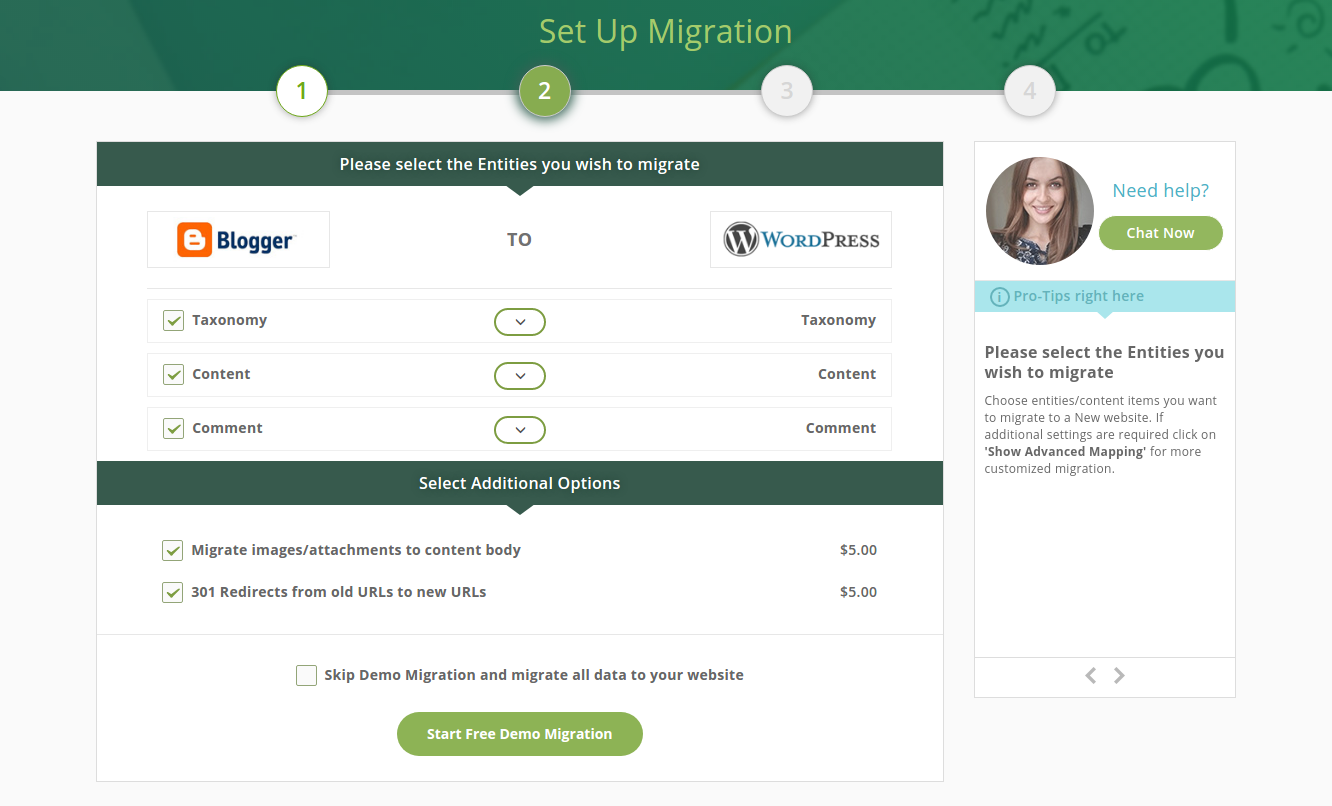 Set Up Migration
1
2
3
4
Please select the Entities you wish to migrate
Blogger™
TO
WORDPRESS
Taxonomy
Taxonomy
Content
Content
Comment
Comment
Select Additional Options
Migrate images/attachments to content body
$5.00
301 Redirects from old URLs to new URLs
$5.00
Skip Demo Migration and migrate all data to your website
Start Free Demo Migration
Need help?
Chat Now
Pro-Tips right here
Please select the Entities you
wish to migrate
Choose entities/content items you want
to migrate to a New website. If
additional settings are required click on
'Show Advanced Mapping' for more
customized migration.